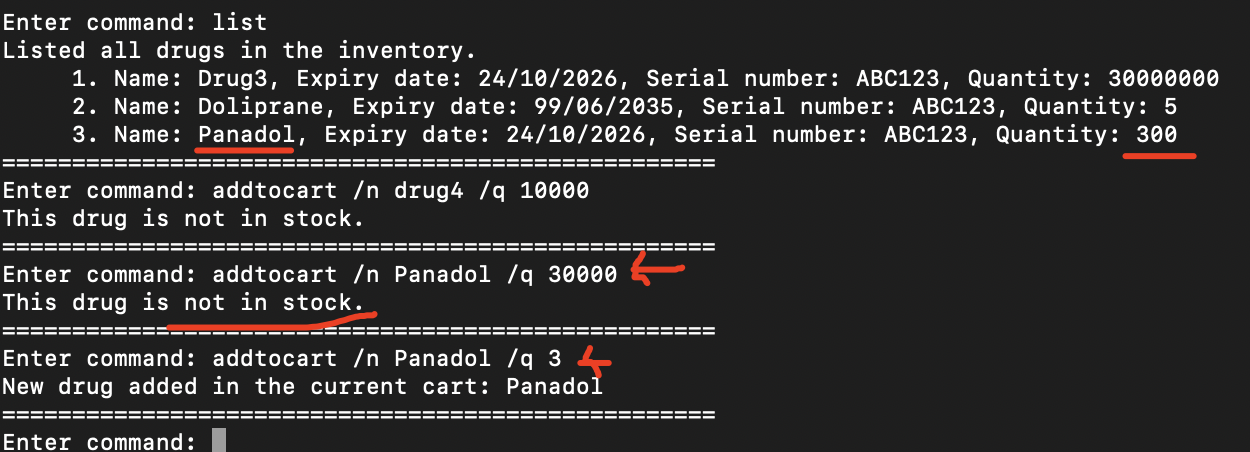 Enter command: list
Listed all drugs in the inventory.
1. Name: Drug3, Expiry date: 24/10/2026, Serial number: ABC123, Quantity: 30000000
2. Name: Doliprane, Expiry date: 99/06/2035, Serial number: ABC123, Quantity: 5
3. Name: Panadol, Expiry date: 24/10/2026, Serial number: ABC123, Quantity: 300
===================================================
Enter command: addtocart /n drug4 /q 10000
This drug is not in stock.
===================================================
Enter command: addtocart /n Panadol /q 30000
This drug is not in stock.
===================================================
Enter command: addtocart /n Panadol /q 3
New drug added in the current cart: Panadol
===================================================
Enter command: